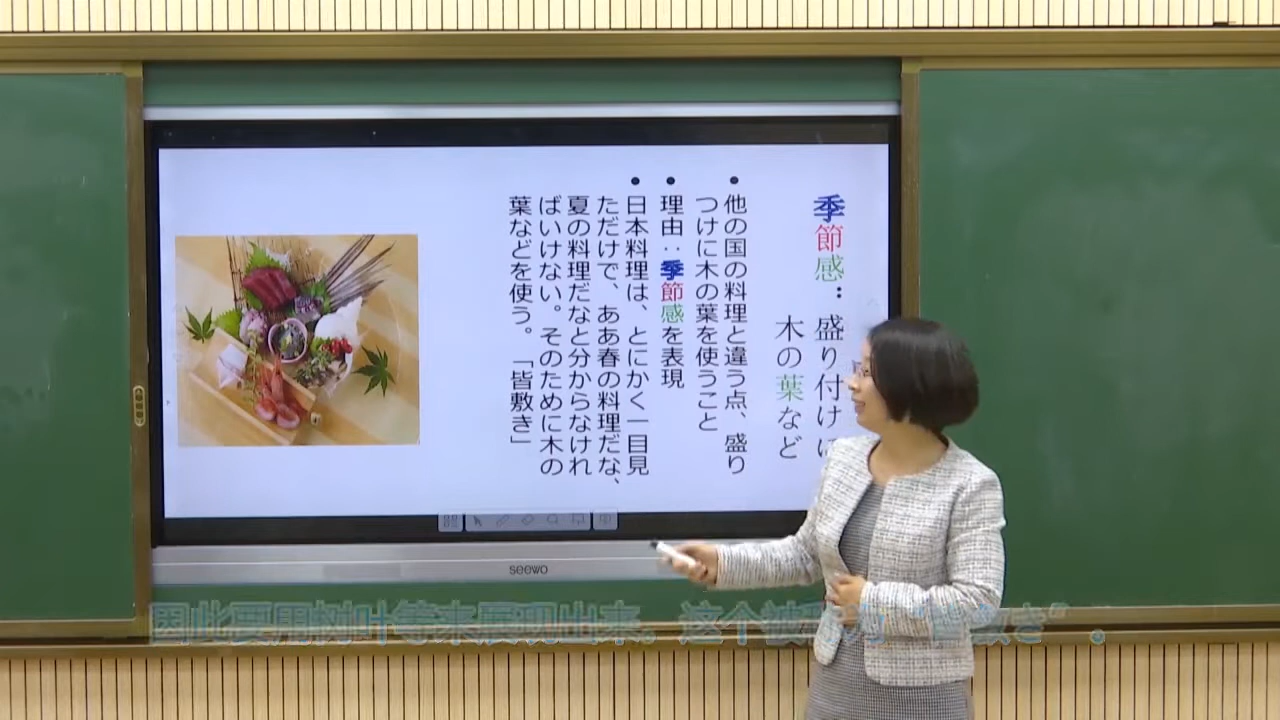 季節感：盛り付けに
木の葉など
他の国の料理と違う点、盛り
つけに木の葉を使うこと
理由：季節感を表現
日本料理は、とにかく一目見
ただけで、ああ春の料理だな、
夏の料理だなと分からなけれ
ばいけない。そのために木の
葉などを使う。「皆敷き」
seewo
因此要用树叶等来展现出来。这个被称为“皆敷き”。